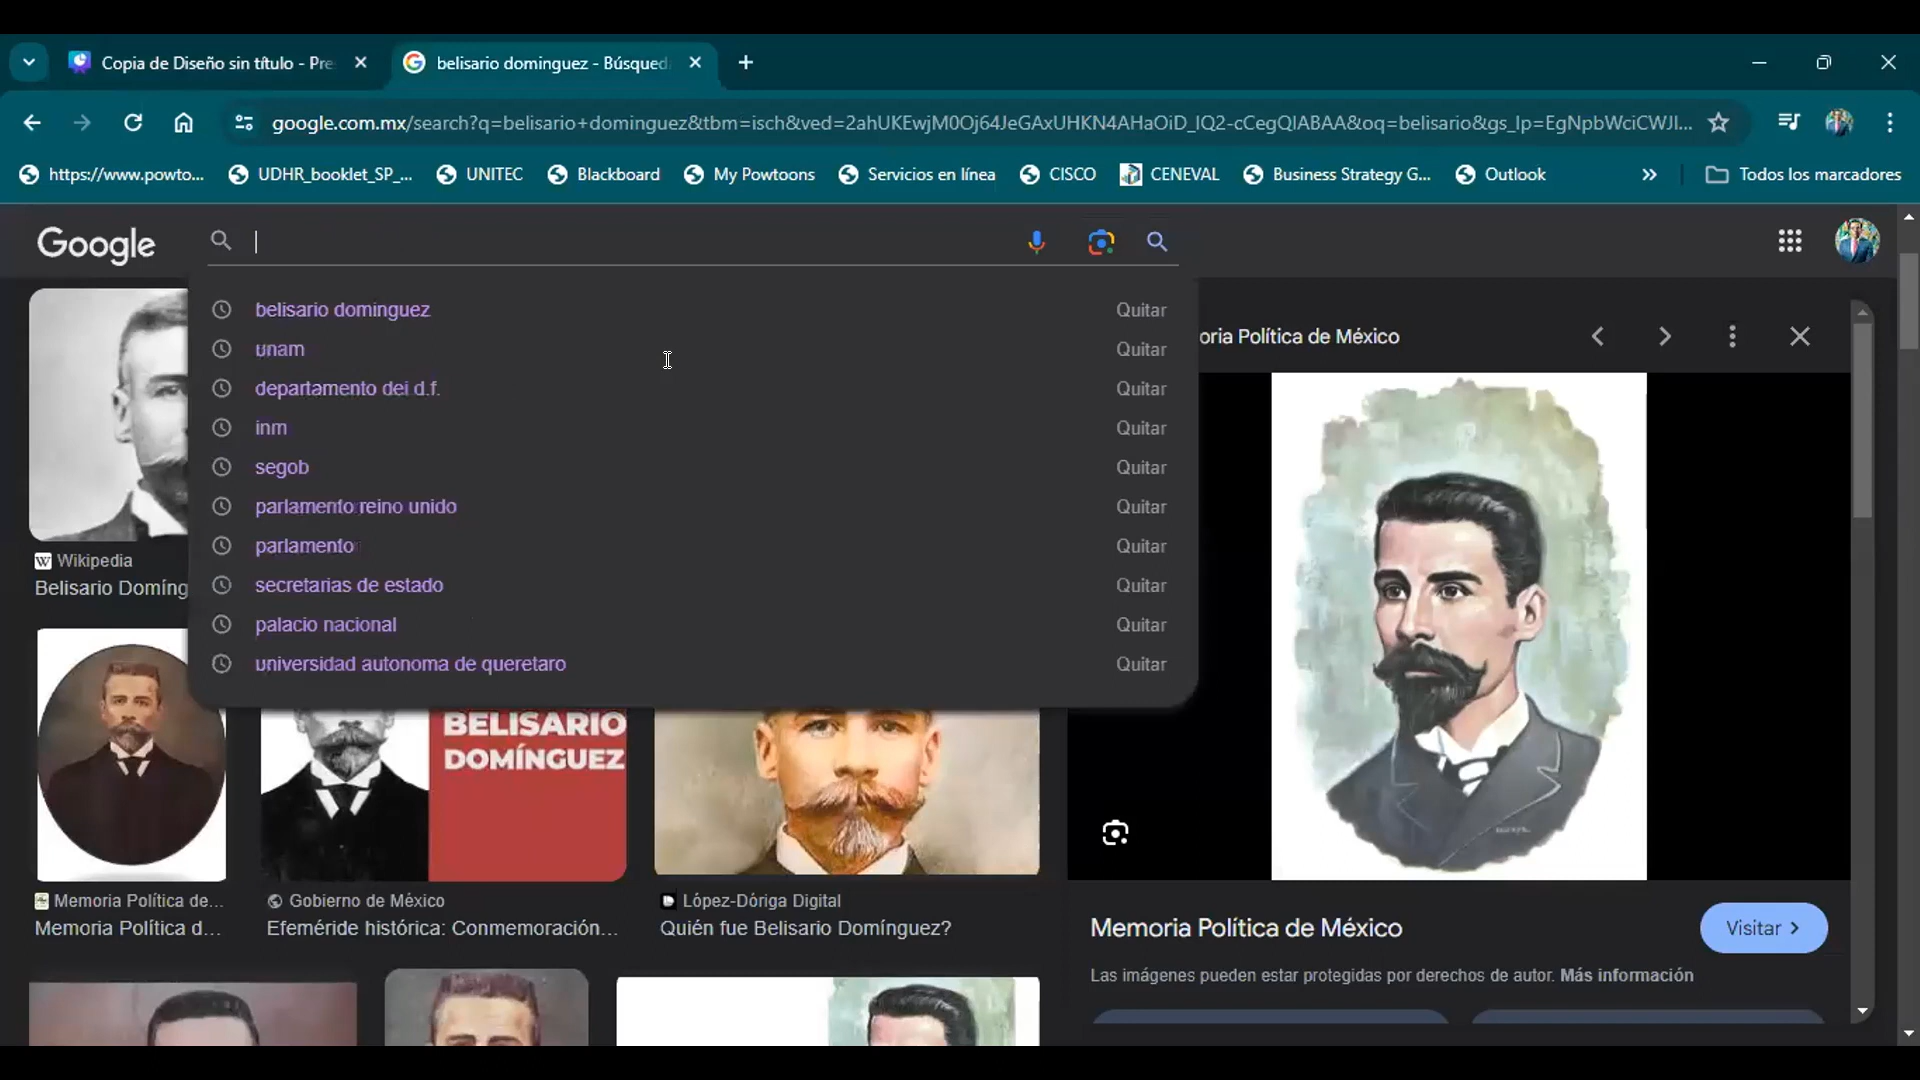 Copia de Diseño sin título - Pre
belisario dominguez - Búsqued
google.com.mx/search?q=belisario+dominguez&tbm=isch&ved=2ahUKEwjM0Oj64JeGAxUHKN4AHaOiD_IQ2-cCegQIABAA&oq=belisario&gs_lp=EgNpbWciCWJl...
https://www.powto...
UDHR_booklet_SP_...
UNITEC
Blackboard
My Powtoons
Servicios en línea
CISCO
CENEVAL
Business Strategy G...
Outlook
Todos los marcadores
Google
belisario dominguez Quitar
unam Quitar
departamento del d.f. Quitar
inm Quitar
segob Quitar
parlamento reino unido Quitar
parlamento Quitar
secretarias de estado Quitar
palacio nacional Quitar
universidad autonoma de queretaro Quitar
oria Política de México
W Wikipedia
Belisario Doming
BELISARIO
DOMÍNGUEZ
Memoria Política de...
Memoria Política d...
Gobierno de México
Efeméride histórica: Conmemoración...
López-Dóriga Digital
Quién fue Belisario Domínguez?
Memoria Política de México
Visitar
Las imágenes pueden estar protegidas por derechos de autor. Más información